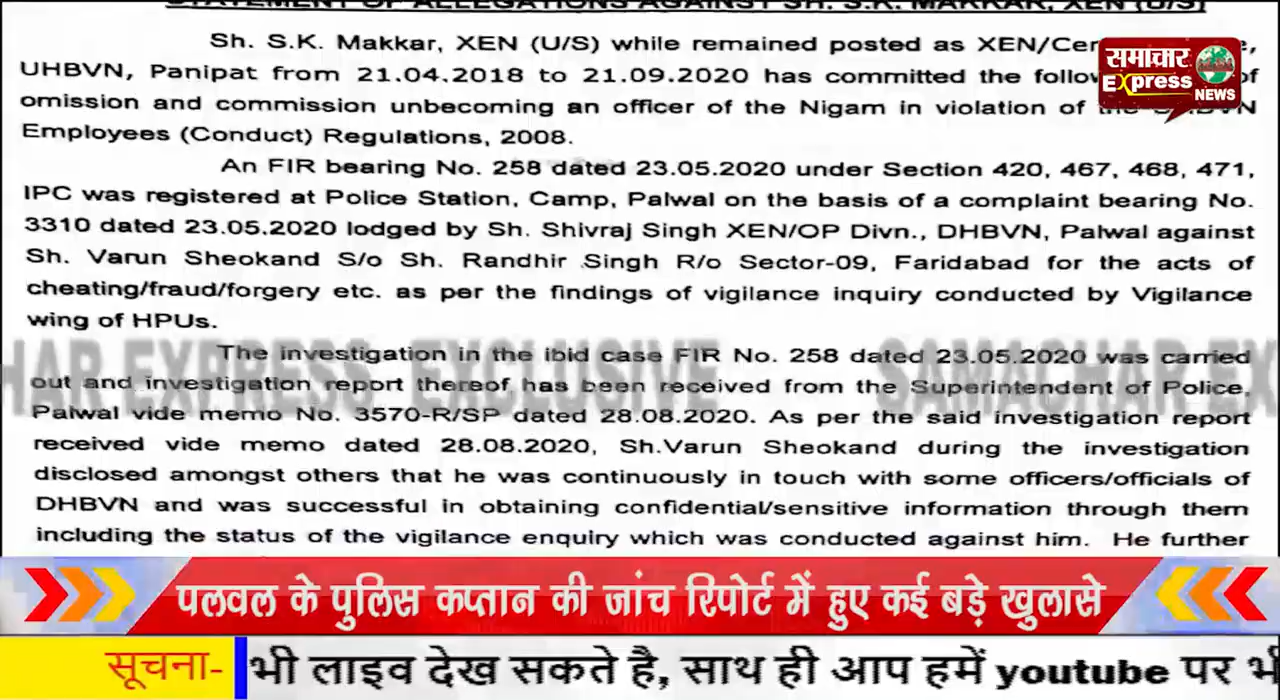 STATEMENT OF ALLEGATIONS AGAINST SH. S.K. MAKKAR, XEN (U/S)
Sh. S.K. Makkar, XEN (U/S) while remained posted as
UHBVN, Panipat from 21.04.2018 to 21.09.2020 has committed the of
omission and commission unbecoming an officer of the Nigam in violation of
Employees (Conduct) Regulations, 2008.
An FIR bearing No. 258 dated 23.05.2020 under Section 420, 467, 468, 471,
IPC was registered at Police Station, Camp, Palwal on the basis of a complaint bearing No.
3310 dated 23.05.2020 lodged by Sh. Shivraj Singh XEN/OP Divn., DHBVN, Palwal against
Sh. Varun Sheokand S/o Sh. Randhir Singh R/o Sector-09, Faridabad for the acts of
cheating/fraud/forgery etc. as per the findings of vigilance inquiry conducted by Vigilance
wing of HPUs.
The investigation in the ibid case FIR No. 258 dated 23.05.2020 was carried
out and investigation report thereof has been received from the Superintendent of Police,
Palwal vide memo No. 3570-R/SP dated 28.08.2020. As per the said investigation report
received vide memo dated 28.08.2020, Sh.Varun Sheokand during the investigation
disclosed amongst others that he was continuously in touch with some officers/officials of
DHBVN and was successful in obtaining confidential/sensitive information through them
including the status of the vigilance enquiry which was conducted against him. He further
समाचार
Express
NEWS
HAR EXPRESS EXCLUSIVE SAMACHAR EX
पलवल के पुलिस कप्तान की जांच रिपोर्ट में हुए कई बड़े खुलासे
सूचना- भी लाइव देख सकते है, साथ ही आप हमें youtube पर भी